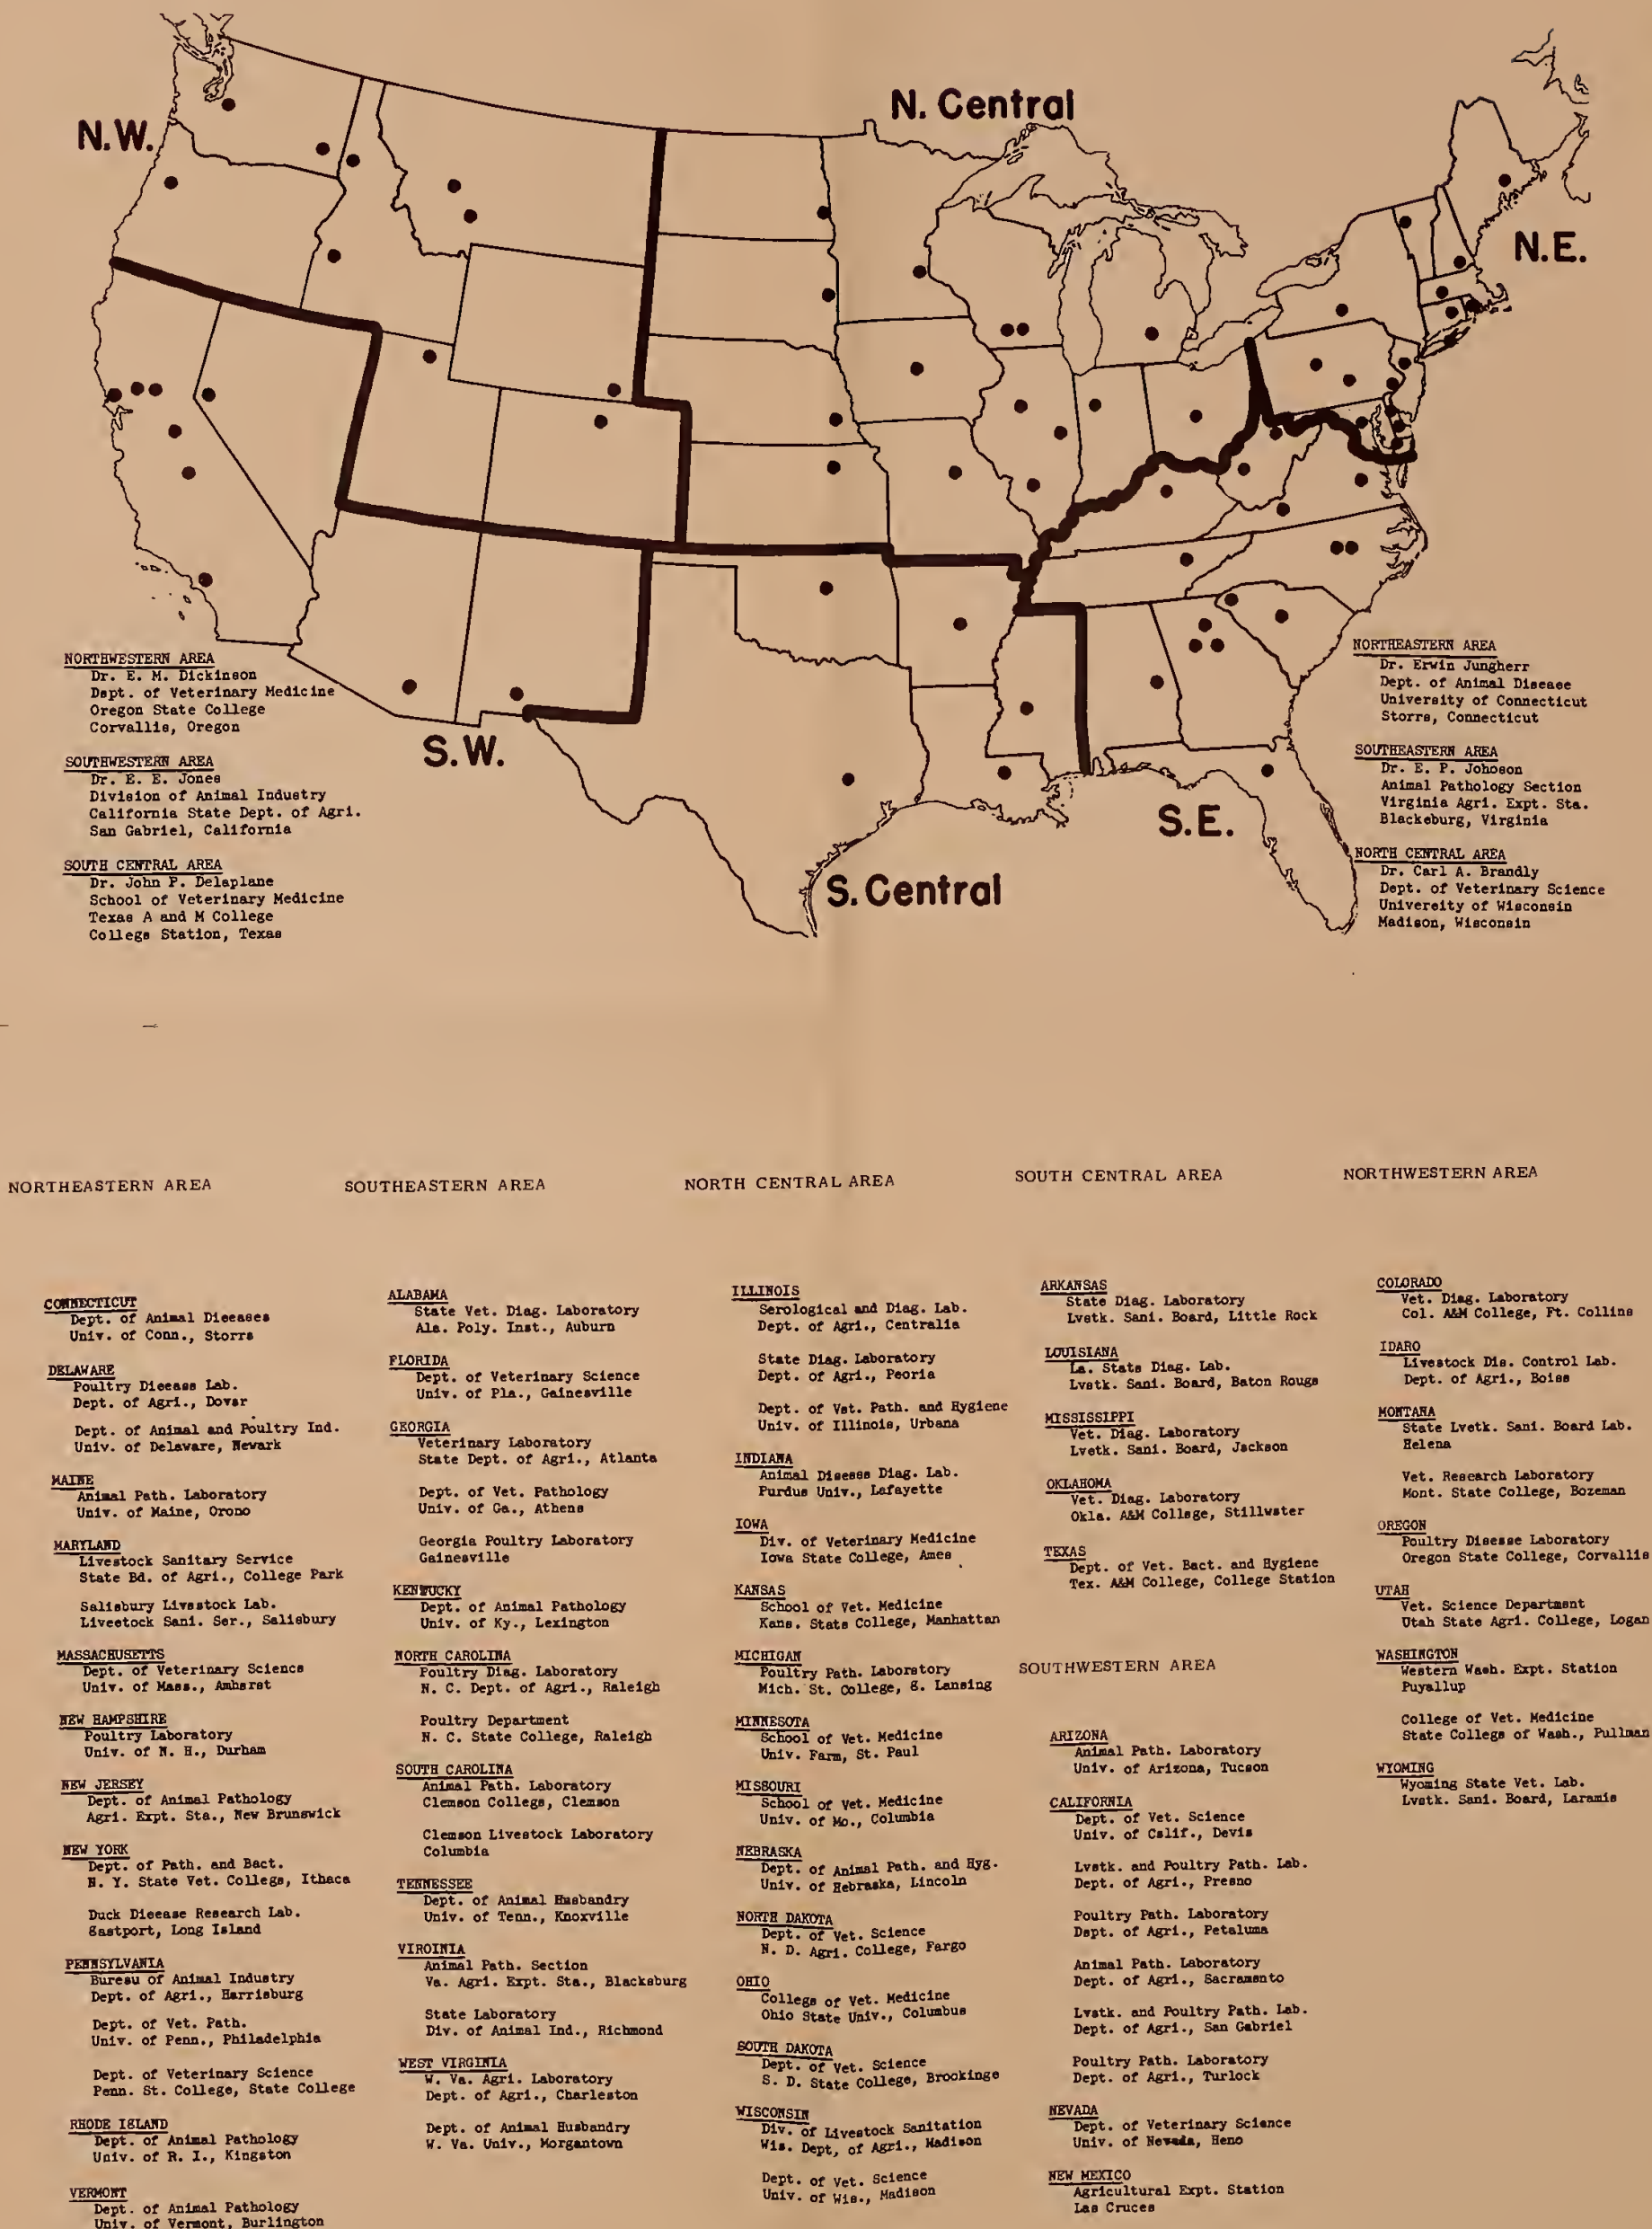 N.W.
N. Central
N.E.
S.W.
S. Central
S.E.
NORTHWESTERN AREA
Dr. E. M. Dickinson
Dept. of Veterinary Medicine
Oregon State College
Corvallis, Oregon
SOUTHWESTERN AREA
Dr. E. E. Jones
Division of Animal Industry
California State Dept. of Agri.
San Gabriel, California
SOUTH CENTRAL AREA
Dr. John P. Delaplane
School of Veterinary Medicine
Texas A and M College
College Station, Texas
NORTHEASTERN AREA
Dr. Erwin Jungherr
Dept. of Animal Disease
University of Connecticut
Storrs, Connecticut
SOUTHEASTERN AREA
Dr. E. P. Johoson
Animal Pathology Section
Virginia Agri. Expt. Sta.
Blacksburg, Virginia
NORTH CENTRAL AREA
Dr. Carl A. Brandly
Dept. of Veterinary Science
University of Wisconsin
Madison, Wisconsin
NORTHEASTERN AREA
CONNECTICUT
Dept. of Animal Diseases
Univ. of Conn., Storrs
DELAWARE
Poultry Disease Lab.
Dept. of Agri., Dover
Dept. of Animal and Poultry Ind.
Univ. of Delaware, Newark
MAINE
Animal Path. Laboratory
Univ. of Maine, Orono
MARYLAND
Livestock Sanitary Service
State Bd. of Agri., College Park
Salisbury Livestock Lab.
Livestock Sani. Ser., Salisbury
MASSACHUSETTS
Dept. of Veterinary Science
Univ. of Mass., Amherst
NEW HAMPSHIRE
Poultry Laboratory
Univ. of N. H., Durham
NEW JERSEY
Dept. of Animal Pathology
Agri. Expt. Sta., New Brunswick
NEW YORK
Dept. of Path. and Bact.
N. Y. State Vet. College, Ithaca
Duck Disease Research Lab.
Eastport, Long Island
PENNSYLVANIA
Bureau of Animal Industry
Dept. of Agri., Harrisburg
Dept. of Vet. Path.
Univ. of Penn., Philadelphia
Dept. of Veterinary Science
Penn. St. College, State College
RHODE ISLAND
Dept. of Animal Pathology
Univ. of R. I., Kingston
VERMONT
Dept. of Animal Pathology
Univ. of Vermont, Burlington
SOUTHEASTERN AREA
ALABAMA
State Vet. Diag. Laboratory
Ala. Poly. Inst., Auburn
FLORIDA
Dept. of Veterinary Science
Univ. of Fla., Gainesville
GEORGIA
Veterinary Laboratory
State Dept. of Agri., Atlanta
Dept. of Vet. Pathology
Univ. of Ga., Athens
Georgia Poultry Laboratory
Gainesville
KENTUCKY
Dept. of Animal Pathology
Univ. of Ky., Lexington
NORTH CAROLINA
Poultry Diag. Laboratory
N. C. Dept. of Agri., Raleigh
Poultry Department
N. C. State College, Raleigh
SOUTH CAROLINA
Animal Path. Laboratory
Clemson College, Clemson
Clemson Livestock Laboratory
Columbia
TENNESSEE
Dept. of Animal Husbandry
Univ. of Tenn., Knoxville
VIRGINIA
Animal Path. Section
Va. Agri. Expt. Sta., Blacksburg
State Laboratory
Div. of Animal Ind., Richmond
WEST VIRGINIA
W. Va. Agri. Laboratory
Dept. of Agri., Charleston
Dept. of Animal Husbandry
W. Va. Univ., Morgantown
NORTH CENTRAL AREA
ILLINOIS
Serological and Diag. Lab.
Dept. of Agri., Centralia
State Diag. Laboratory
Dept. of Agri., Peoria
Dept. of Vet. Path. and Hygiene
Univ. of Illinois, Urbana
INDIANA
Animal Disease Diag. Lab.
Purdue Univ., Lafayette
IOWA
Div. of Veterinary Medicine
Iowa State College, Ames
KANSAS
School of Vet. Medicine
Kans. State College, Manhattan
MICHIGAN
Poultry Path. Laboratory
Mich. St. College, E. Lansing
MINNESOTA
School of Vet. Medicine
Univ. Farm, St. Paul
MISSOURI
School of Vet. Medicine
Univ. of Mo., Columbia
NEBRASKA
Dept. of Animal Path. and Hyg.
Univ. of Nebraska, Lincoln
NORTH DAKOTA
Dept. of Vet. Science
N. D. Agri. College, Fargo
OHIO
College of Vet. Medicine
Ohio State Univ., Columbus
SOUTH DAKOTA
Dept. of Vet. Science
S. D. State College, Brookings
WISCONSIN
Div. of Livestock Sanitation
Wis. Dept, of Agri., Madison
Dept. of Vet. Science
Univ. of Wis., Madison
SOUTH CENTRAL AREA
ARKANSAS
State Diag. Laboratory
Lvstk. Sani. Board, Little Rock
LOUISIANA
La. State Diag. Lab.
Lvstk. Sani. Board, Baton Rouge
MISSISSIPPI
Vet. Diag. Laboratory
Lvstk. Sani. Board, Jackson
OKLAHOMA
Vet. Diag. Laboratory
Okla. A&M College, Stillwater
TEXAS
Dept. of Vet. Bact. and Hygiene
Tex. A&M College, College Station
SOUTHWESTERN AREA
ARIZONA
Animal Path. Laboratory
Univ. of Arizona, Tucson
CALIFORNIA
Dept. of Vet. Science
Univ. of Calif., Davis
Lvstk. and Poultry Path. Lab.
Dept. of Agri., Fresno
Poultry Path. Laboratory
Dept. of Agri., Petaluma
Animal Path. Laboratory
Dept. of Agri., Sacramento
Lvstk. and Poultry Path. Lab.
Dept. of Agri., San Gabriel
Poultry Path. Laboratory
Dept. of Agri., Turlock
NEVADA
Dept. of Veterinary Science
Univ. of Nevada, Reno
NEW MEXICO
Agricultural Expt. Station
Las Cruces
NORTHWESTERN AREA
COLORADO
Vet. Diag. Laboratory
Col. A&M College, Ft. Collins
IDAHO
Livestock Dis. Control Lab.
Dept. of Agri., Boise
MONTANA
State Lvstk. Sani. Board Lab.
Helena
Vet. Research Laboratory
Mont. State College, Bozeman
OREGON
Poultry Disease Laboratory
Oregon State College, Corvallis
UTAH
Vet. Science Department
Utah State Agri. College, Logan
WASHINGTON
Western Wash. Expt. Station
Puyallup
College of Vet. Medicine
State College of Wash., Pullman
WYOMING
Wyoming State Vet. Lab.
Lvstk. Sani. Board, Laramie